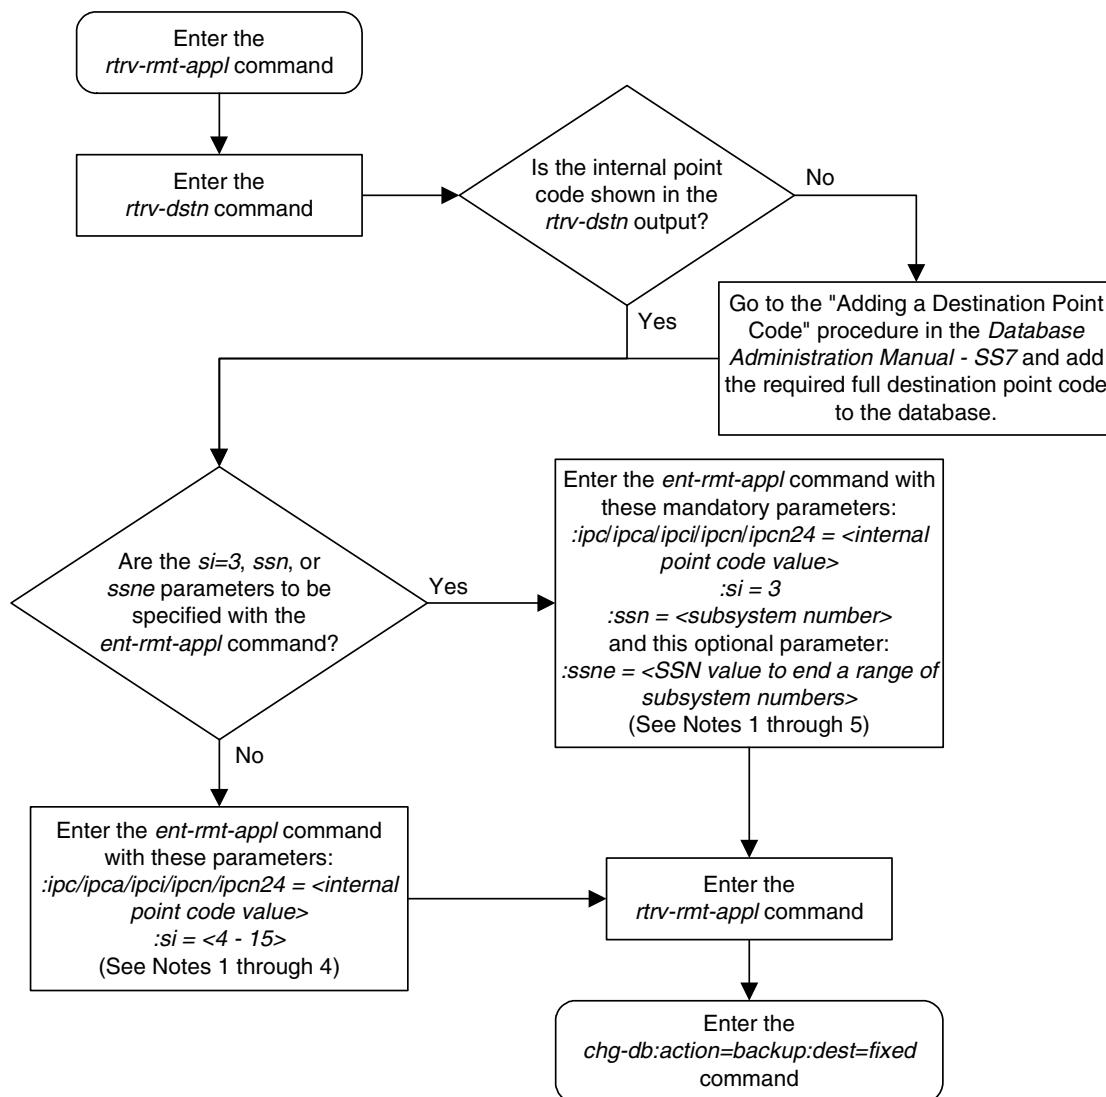 Enter the
rtrv-rmt-appl command
Enter the
rtrv-dstn command
Is the internal point
code shown in the
rtrv-dstn output?
No
Yes
Go to the "Adding a Destination Point
Code" procedure in the Database
Administration Manual - SS7 and add
the required full destination point code
to the database.
Are the si=3, ssn, or
ssne parameters to be
specified with the
ent-rmt-appl command?
Yes
No
Enter the ent-rmt-appl command with
these mandatory parameters:
:ipc/ipca/ipci/ipcn/ipcn24 = <internal
point code value>
:si = 3
:ssn = <subsystem number>
and this optional parameter:
:ssne = <SSN value to end a range of
subsystem numbers>
(See Notes 1 through 5)
Enter the ent-rmt-appl command
with these parameters:
:ipc/ipca/ipci/ipcn/ipcn24 = <internal
point code value>
:si = <4 - 15>
(See Notes 1 through 4)
Enter the
rtrv-rmt-appl command
Enter the
chg-db:action=backup:dest=fixed
command